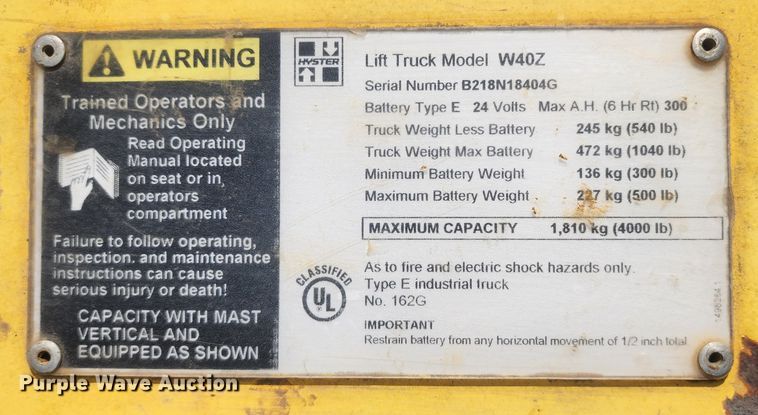 WARNING
Trained Operators and
Mechanics Only
Read Operating
Manual located
on seat or in
operators
compartment
Failure to follow operating,
inspection. and maintenance
instructions can cause
serious injury or death!
CAPACITY WITH MAST
VERTICAL AND
EQUIPPED AS SHOWN
HYSTER
Lift Truck Model W40Z
Serial Number B218N18404G
Battery Type E 24 Volts Max A.H. (6 Hr Rt) 300
Truck Weight Less Battery 245 kg (540 lb)
Truck Weight Max Battery 472 kg (1040 lb)
Minimum Battery Weight 136 kg (300 lb)
Maximum Battery Weight 227 kg (500 lb)
MAXIMUM CAPACITY 1,810 kg (4000 lb)
CLASSIFIED
UL
As to fire and electric shock hazards only.
Type E industrial truck
No. 162G
IMPORTANT
Restrain battery from any horizontal movement of 1/2 inch total
Purple Wave Auction